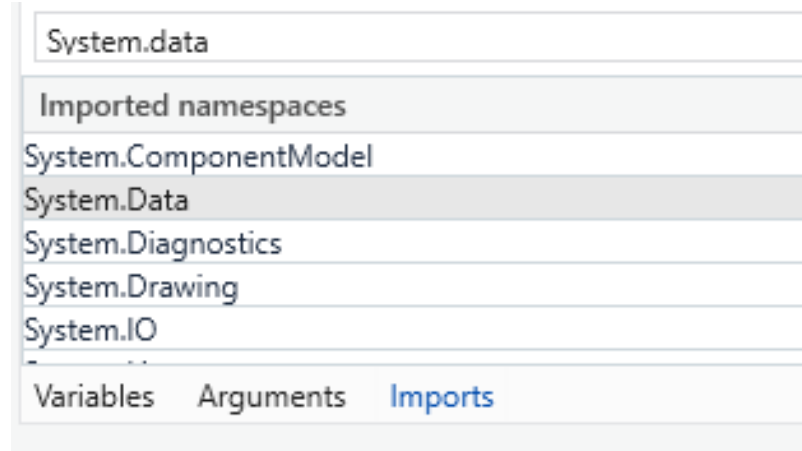 System.data
Imported namespaces
System.ComponentModel
System.Data
System.Diagnostics
System.Drawing
System.IO
Variables Arguments Imports